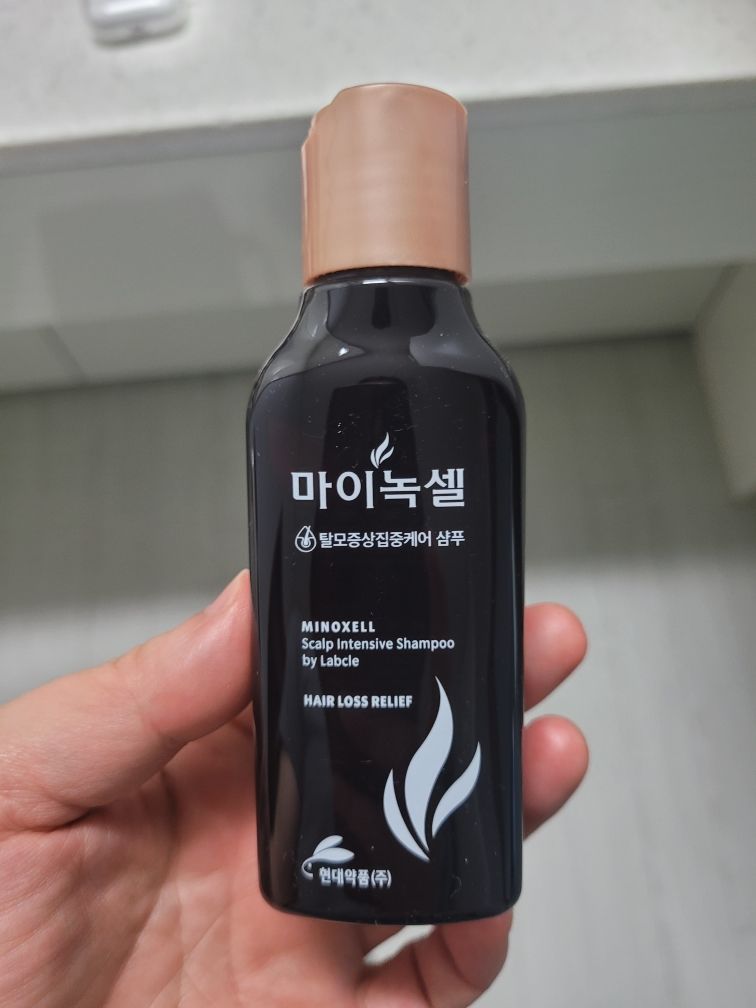 마이녹셀
탈모증상집중케어 샴푸
MINOXELL
Scalp Intensive Shampoo
by Labcle
HAIR LOSS RELIEF
현대약품(주)